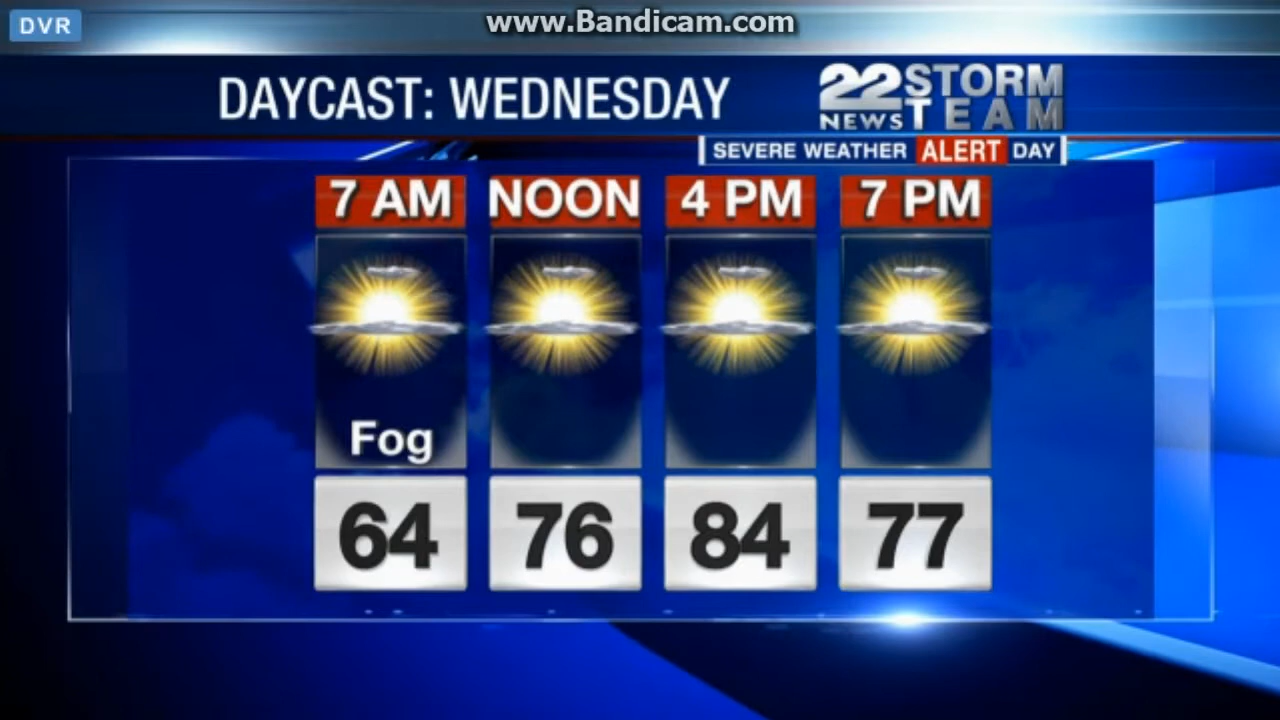 www.Bandicam.com
DVR
DAYCAST: WEDNESDAY
22 NEWS STORM TEAM
SEVERE WEATHER ALERT DAY
7 AM NOON 4 PM 7 PM
Fog
64 76 84 77